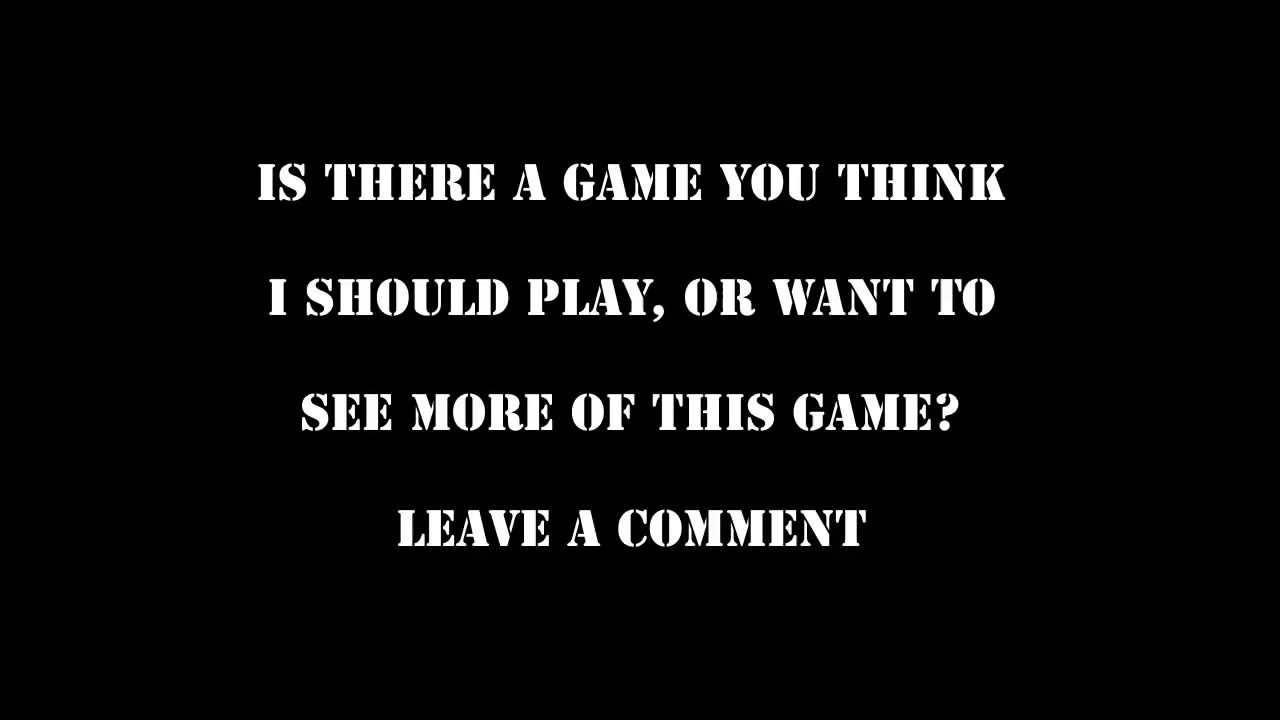 IS THERE A GAME YOU THINK
I SHOULD PLAY, OR WANT TO
SEE MORE OF THIS GAME?
LEAVE A COMMENT